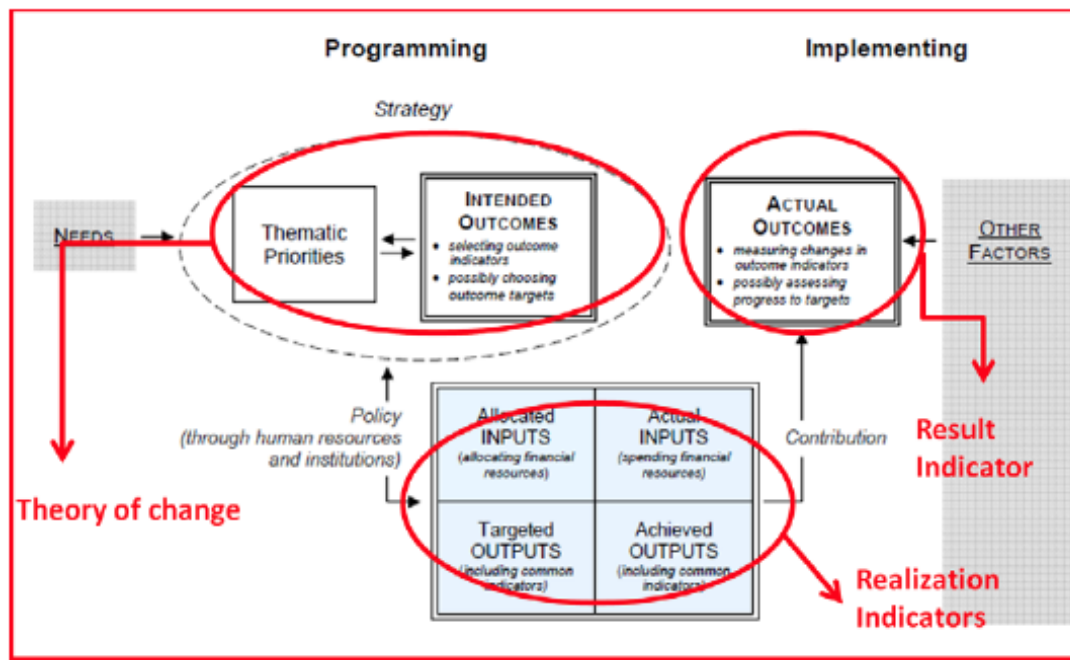 Programming
Implementing
Strategy
NEEDS
Thematic
Priorities
INTENDED
OUTCOMES
• selecting outcome
indicators
• possibly choosing
outcome targets
ACTUAL
OUTCOMES
• measuring changes in
outcome indicators
• possibly assessing
progress to targets
OTHER
FACTORS
Policy
(through human resources
and institutions)
Allocated
INPUTS
(allocating financial
resources)
Actual
INPUTS
(spending financial
resources)
Targeted
OUTPUTS
(including common
indicators)
Achieved
OUTPUTS
(including common
indicators)
Contribution
Result
Indicator
Theory of change
Realization
Indicators